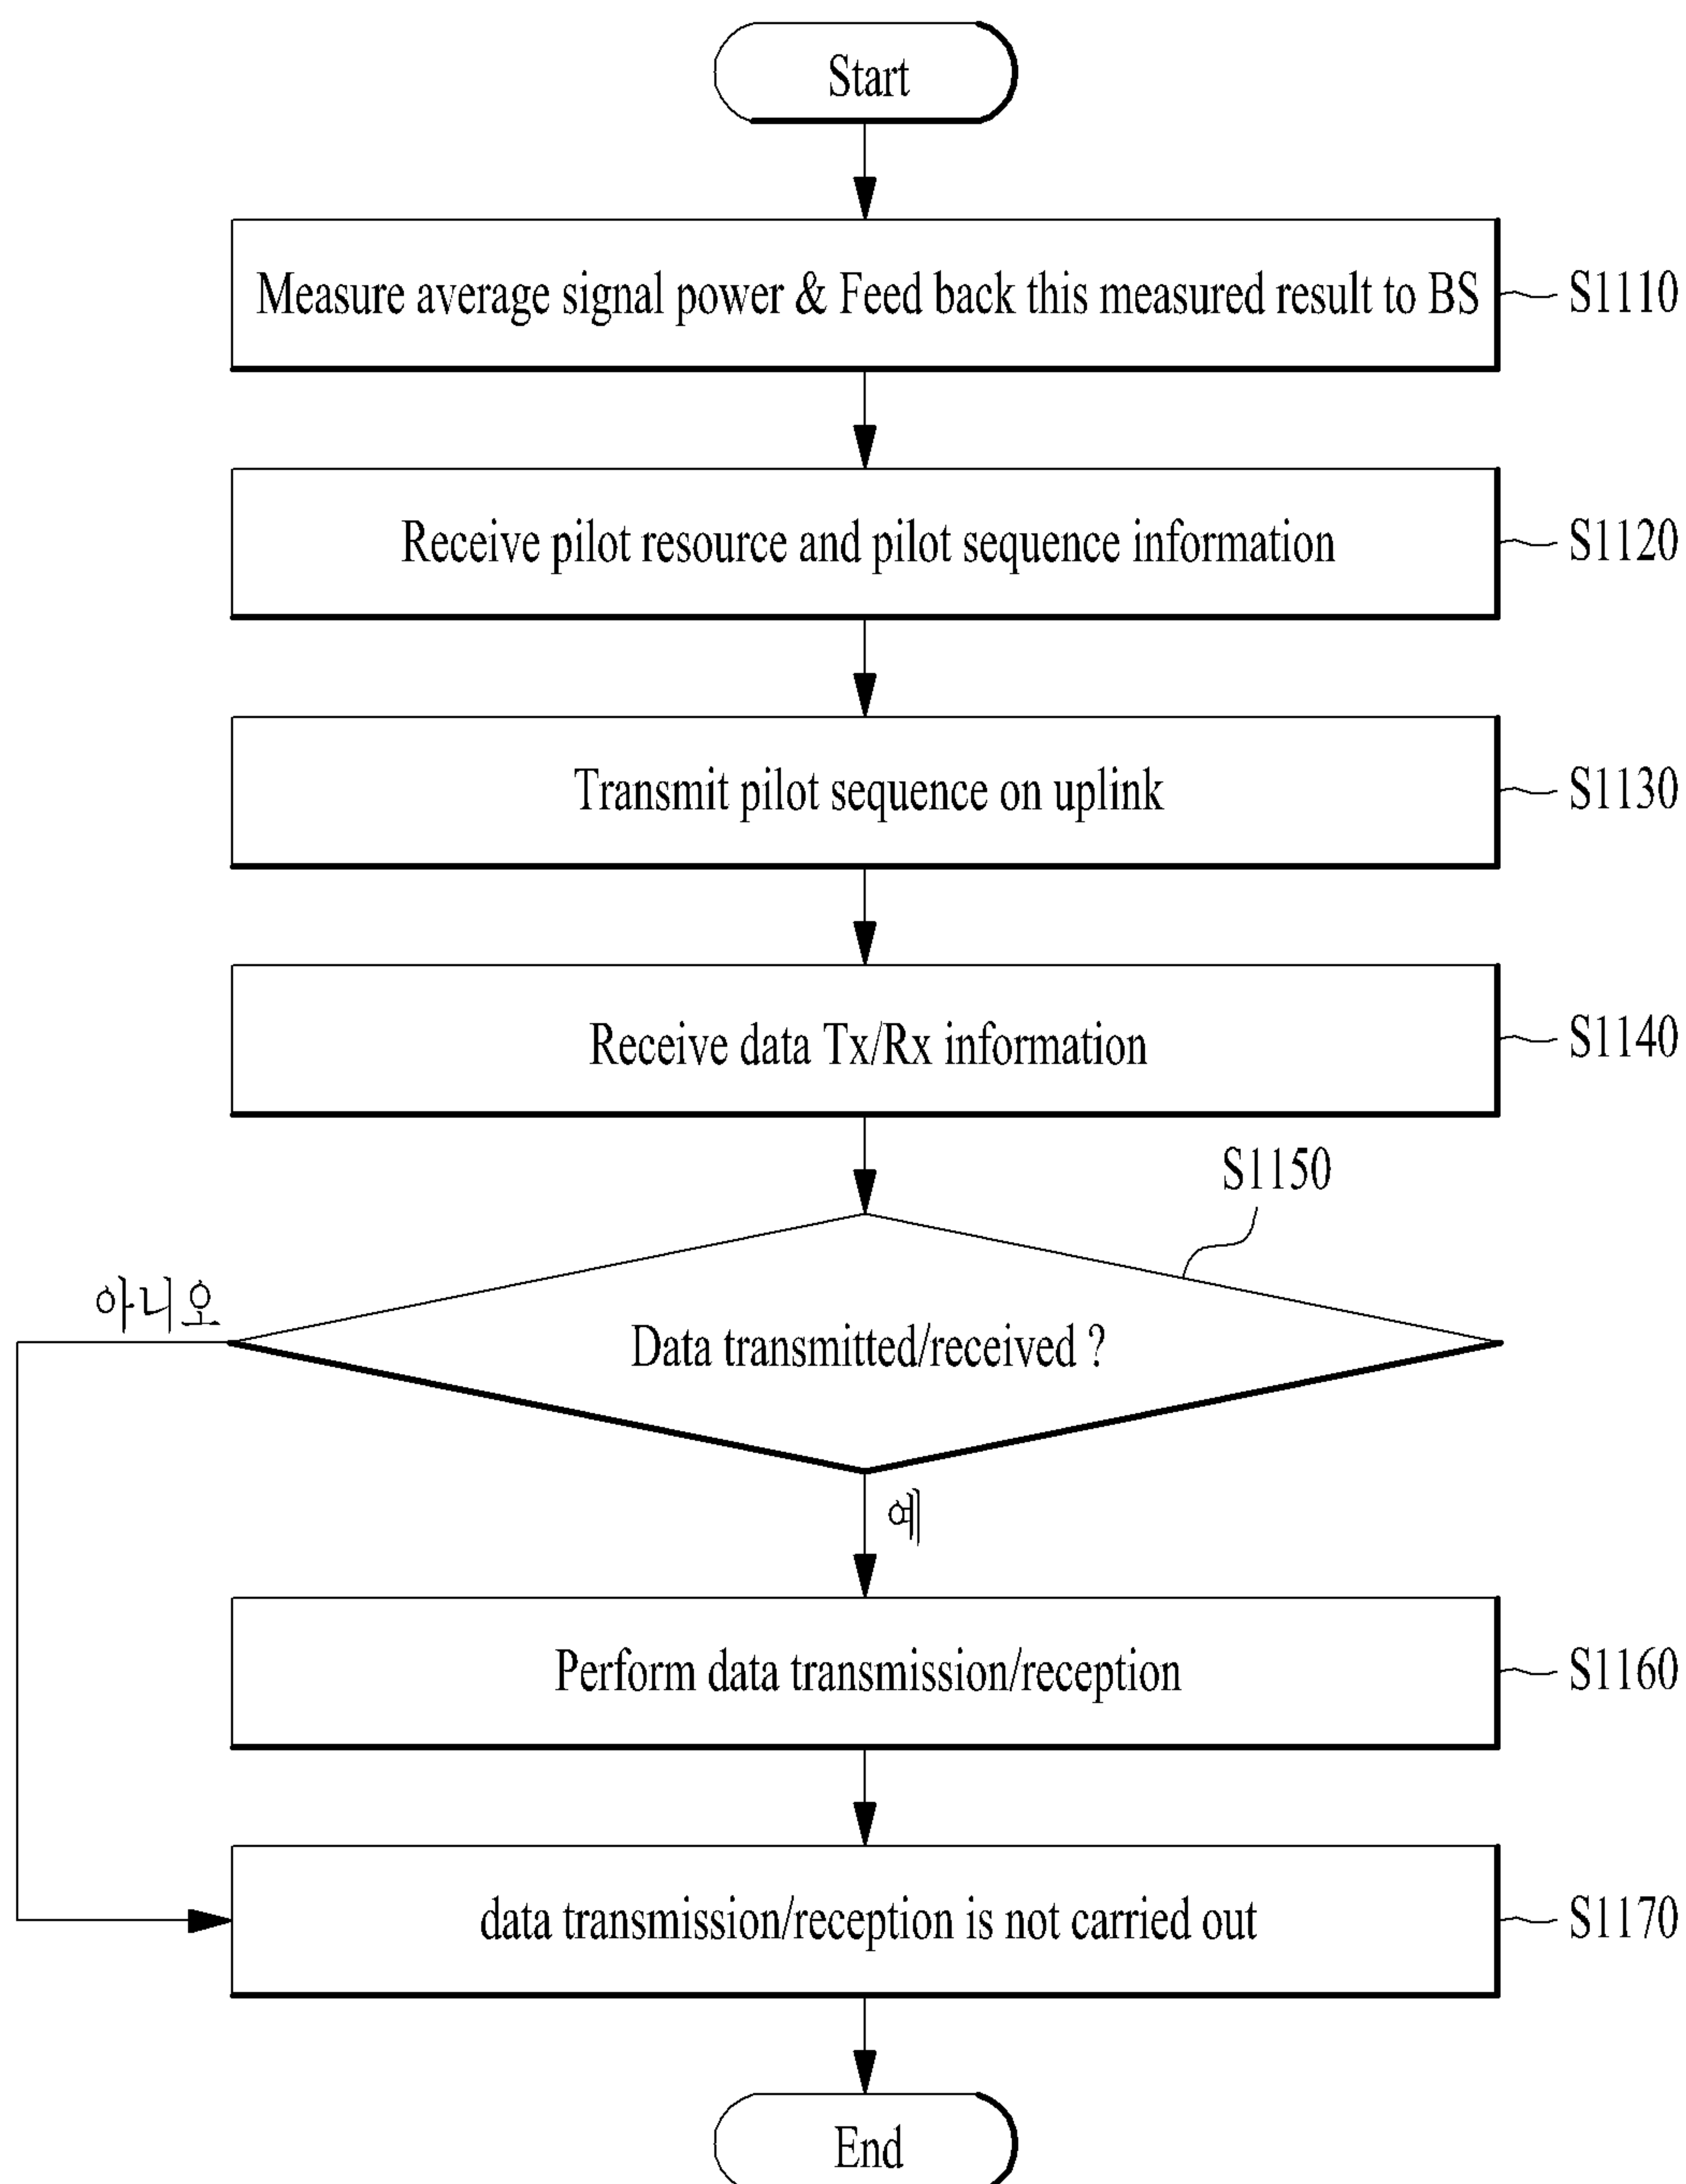 Start
Measure average signal power & Feed back this measured result to BS
S1110
Receive pilot resource and pilot sequence information
S1120
Transmit pilot sequence on uplink
S1130
Receive data Tx/Rx information
S1140
S1150
아니오
Data transmitted/received ?
예
Perform data transmission/reception
S1160
data transmission/reception is not carried out
S1170
End